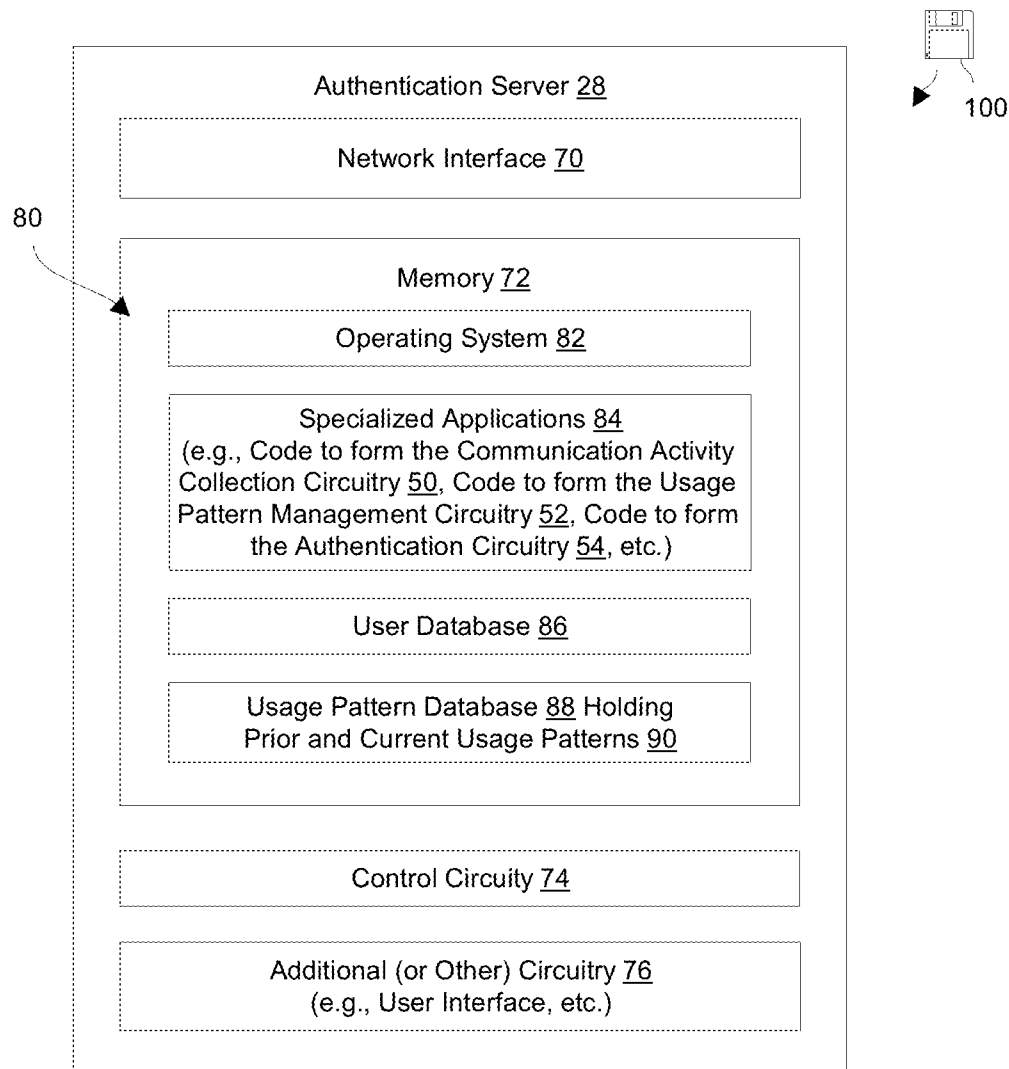 100
Authentication Server 28
Network Interface 70
80
Memory 72
Operating System 82
Specialized Applications 84
(e.g., Code to form the Communication Activity
Collection Circuitry 50, Code to form the Usage
Pattern Management Circuitry 52, Code to form
the Authentication Circuitry 54, etc.)
User Database 86
Usage Pattern Database 88 Holding
Prior and Current Usage Patterns 90
Control Circuity 74
Additional (or Other) Circuitry 76
(e.g., User Interface, etc.)